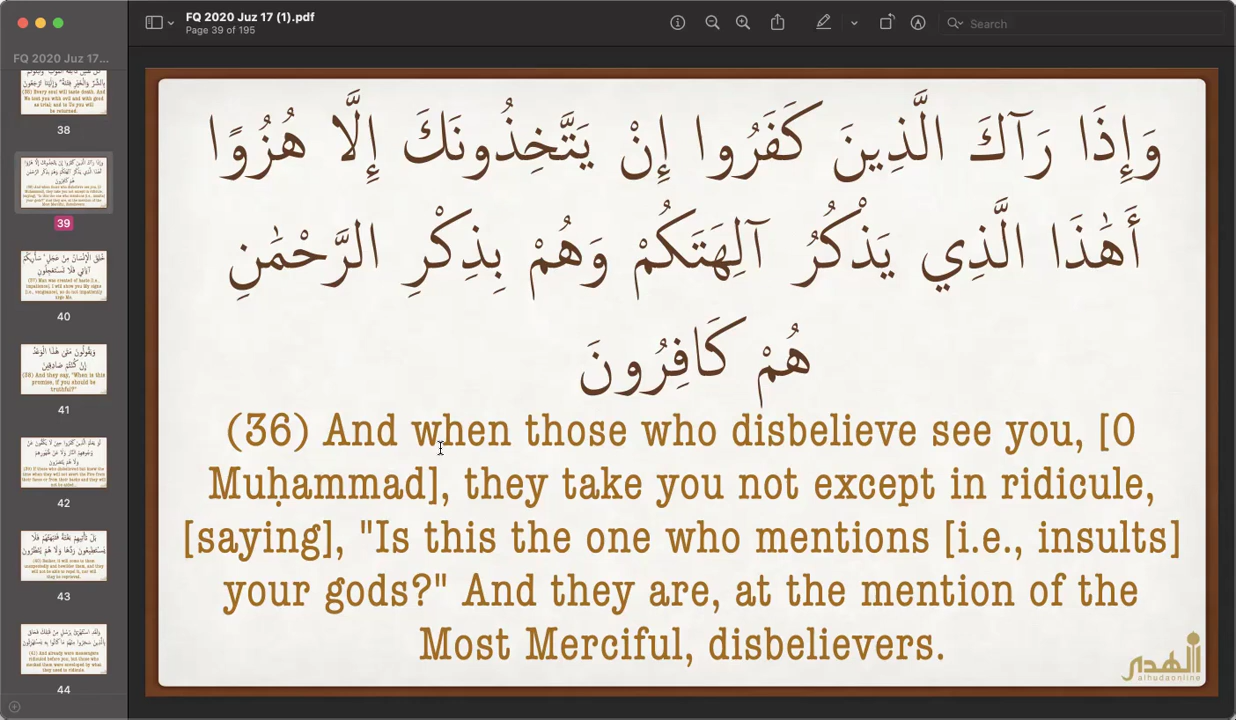 FQ 2020 Juz 17 (1).pdf
Page 39 of 195
Search
FQ 2020 Juz 17...
38
39
40
41
42
43
44
وَإِذَا رَآكَ الَّذِينَ كَفَرُوا إِنْ يَتَّخِذُونَكَ إِلَّا هُزُوًا
أَهَٰذَا الَّذِي يَذْكُرُ آلِهَتَكُمْ وَهُمْ بِذِكْرِ الرَّحْمَٰنِ
هُمْ كَافِرُونَ
(36) And when those who disbelieve see you, [O
Muḥammad], they take you not except in ridicule,
[saying], "Is this the one who mentions [i.e., insults]
your gods?" And they are, at the mention of the
Most Merciful, disbelievers.
الهدى
alhudaonline